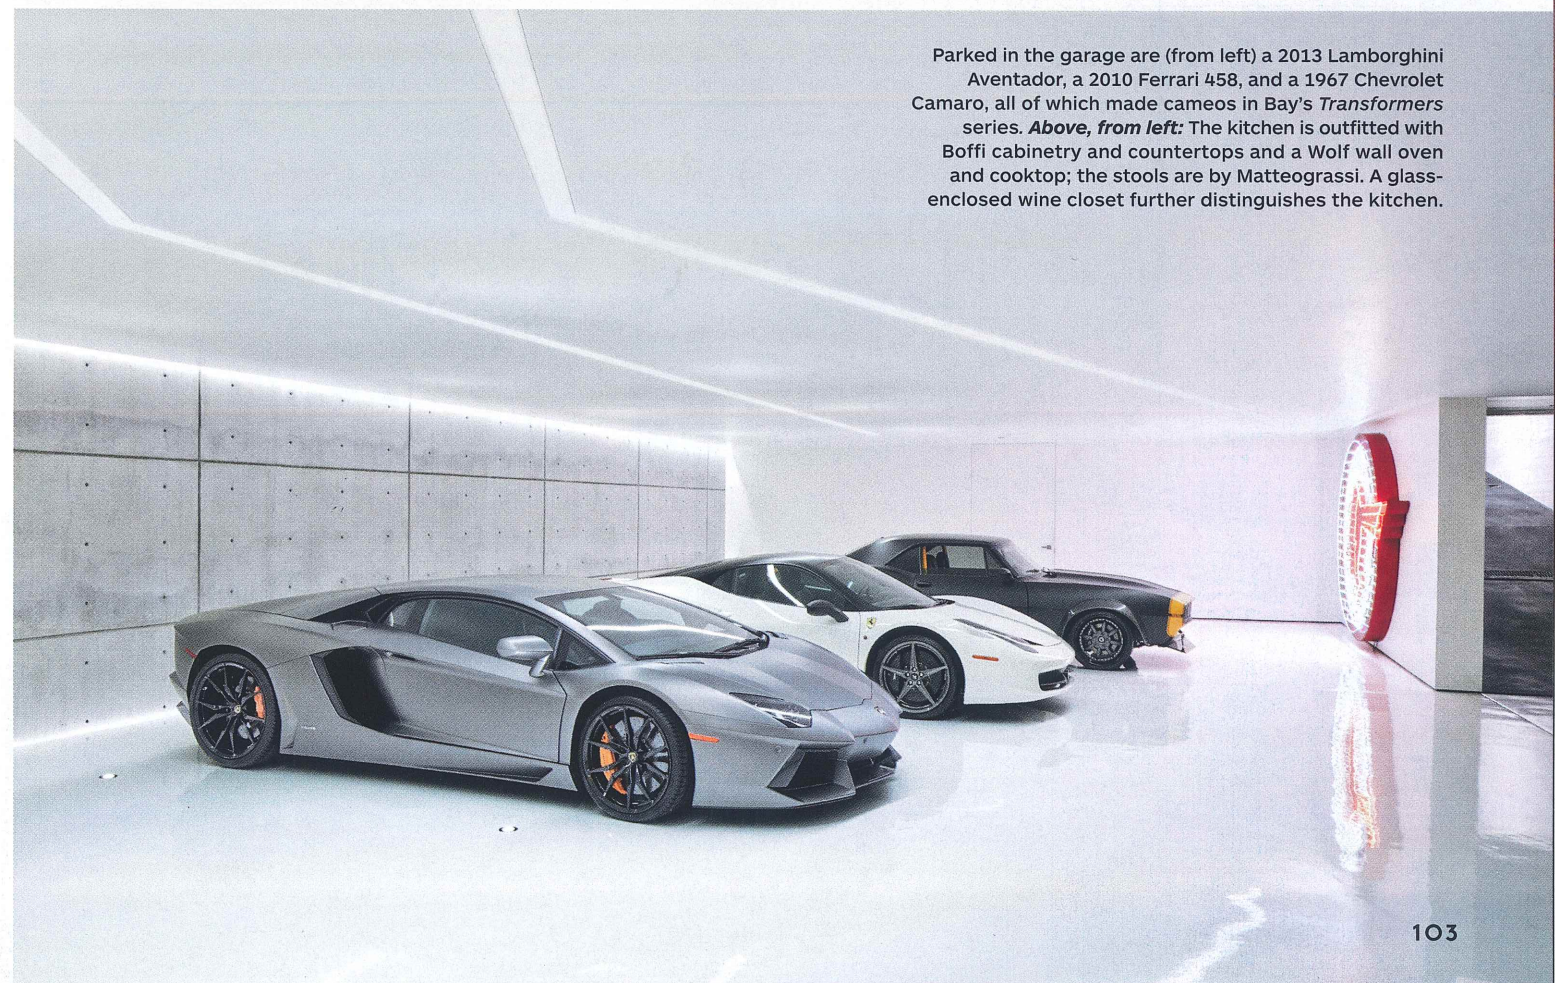 Parked in the garage are (from left) a 2013 Lamborghini
Aventador, a 2010 Ferrari 458, and a 1967 Chevrolet
Camaro, all of which made cameos in Bay's Transformers
series. Above, from left: The kitchen is outfitted with
Boffi cabinetry and countertops and a Wolf wall oven
and cooktop; the stools are by Matteograssi. A glass-
enclosed wine closet further distinguishes the kitchen.
103